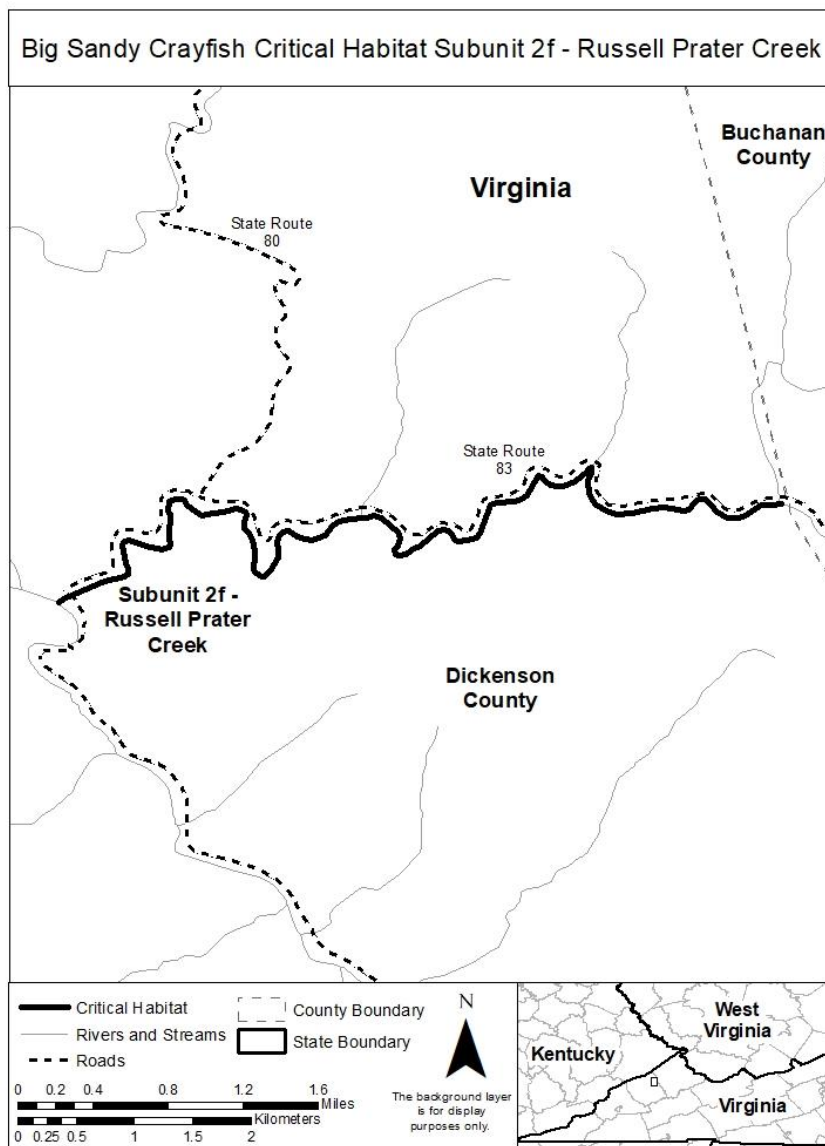 Big Sandy Crayfish Critical Habitat Subunit 2f - Russell Prater Creek
Buchanan
County
Virginia
State Route
80
State Route
83
Subunit 2f -
Russell Prater
Creek
Dickenson
County
Critical Habitat
Rivers and Streams
Roads
County Boundary
State Boundary
0 0.2 0.4 0.8 1.2 1.6
Miles
Kilometers
0 0.25 0.5 1 1.5 2
N
The background layer
is for display
purposes only.
West
Virginia
Kentucky
Virginia